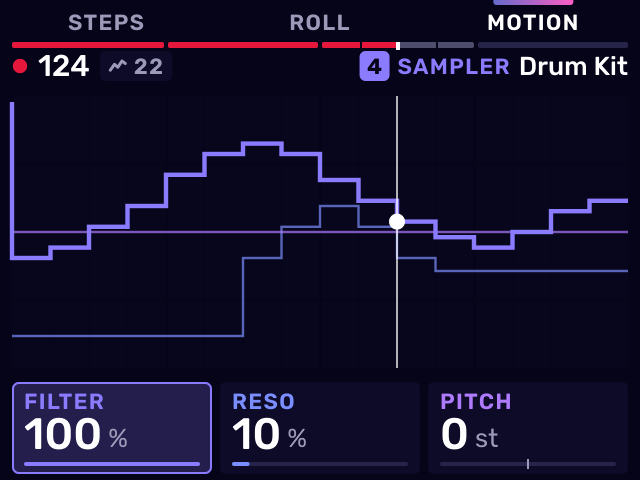 STEPS ROLL MOTION
124 22 4 SAMPLER Drum Kit
FILTER RESO PITCH
100 % 10 % 0 st